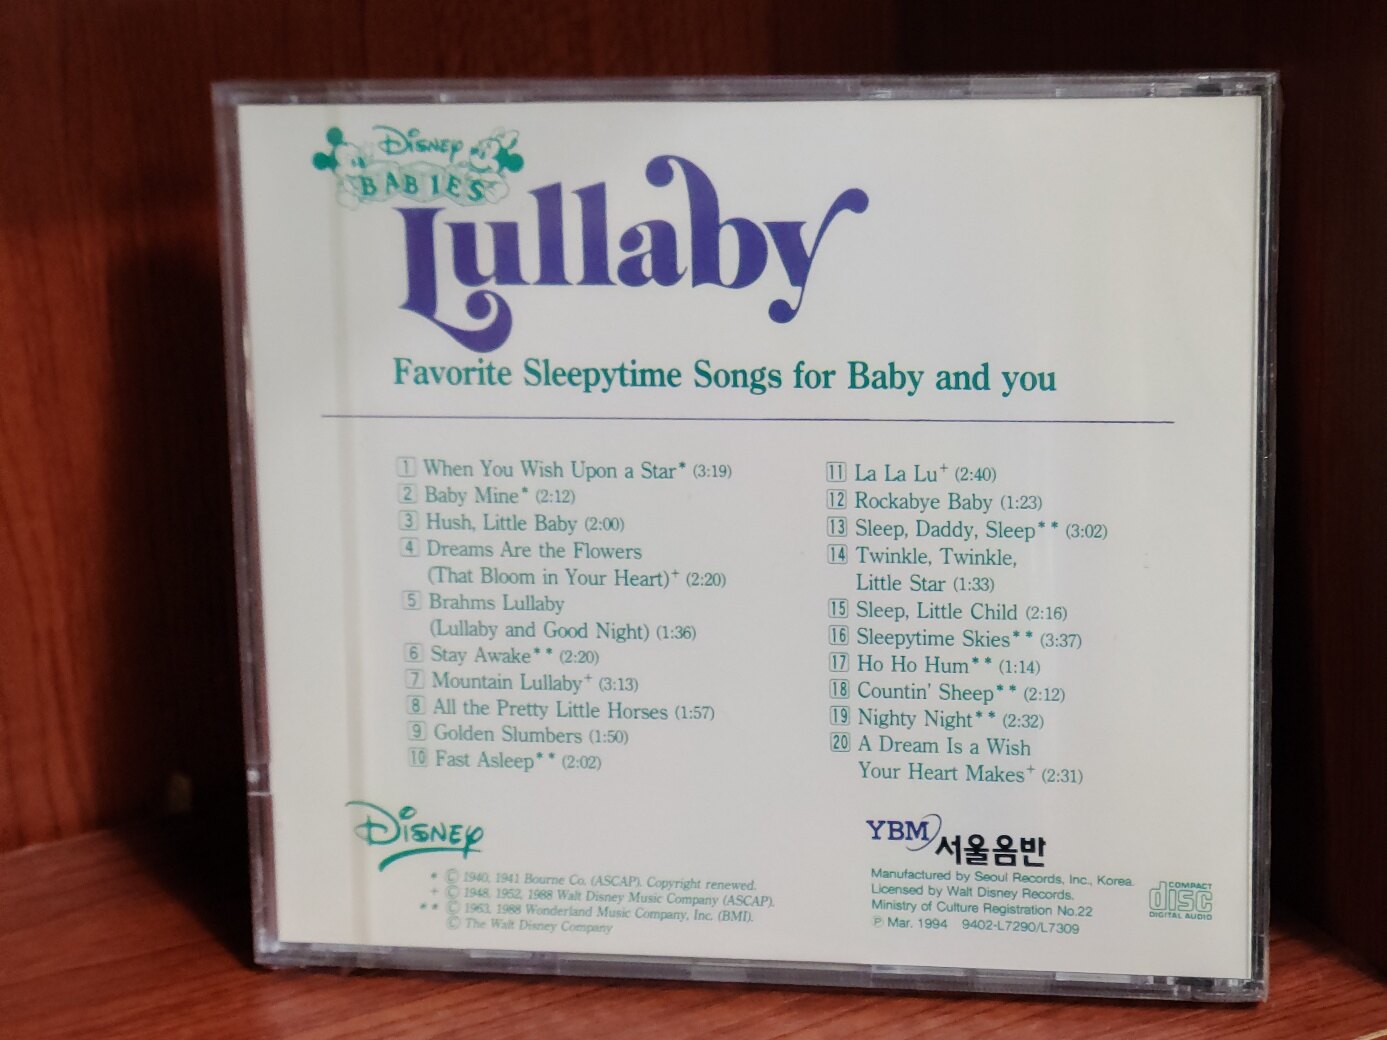 Disney
BABIES
Lullaby
Favorite Sleepytime Songs for Baby and you
1 When You Wish Upon a Star* (3:19)
2 Baby Mine* (2:12)
3 Hush, Little Baby (2:00)
4 Dreams Are the Flowers
(That Bloom in Your Heart)+ (2:20)
5 Brahms Lullaby
(Lullaby and Good Night) (1:36)
6 Stay Awake** (2:20)
7 Mountain Lullaby+ (3:13)
8 All the Pretty Little Horses (1:57)
9 Golden Slumbers (1:50)
10 Fast Asleep** (2:02)
11 La La Lu+ (2:40)
12 Rockabye Baby (1:23)
13 Sleep, Daddy, Sleep** (3:02)
14 Twinkle, Twinkle,
Little Star (1:33)
15 Sleep, Little Child (2:16)
16 Sleepytime Skies** (3:37)
17 Ho Ho Hum** (1:14)
18 Countin' Sheep** (2:12)
19 Nighty Night** (2:32)
20 A Dream Is a Wish
Your Heart Makes+ (2:31)
Disney
* © 1940, 1941 Bourne Co. (ASCAP). Copyright renewed.
+ © 1948, 1952, 1988 Walt Disney Music Company (ASCAP).
** © 1963, 1988 Wonderland Music Company, Inc. (BMI).
© The Walt Disney Company
YBM 서울음반
Manufactured by Seoul Records, Inc., Korea.
Licensed by Walt Disney Records.
Ministry of Culture Registration No.22
℗ Mar. 1994 9402-L7290/L7309
COMPACT
disc
DIGITAL AUDIO